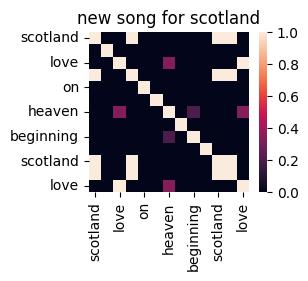 new song for scotland
scotland
love
on
heaven
beginning
scotland
love
1.0
0.8
0.6
0.4
0.2
0.0
scotland
love
on
heaven
beginning
scotland
love